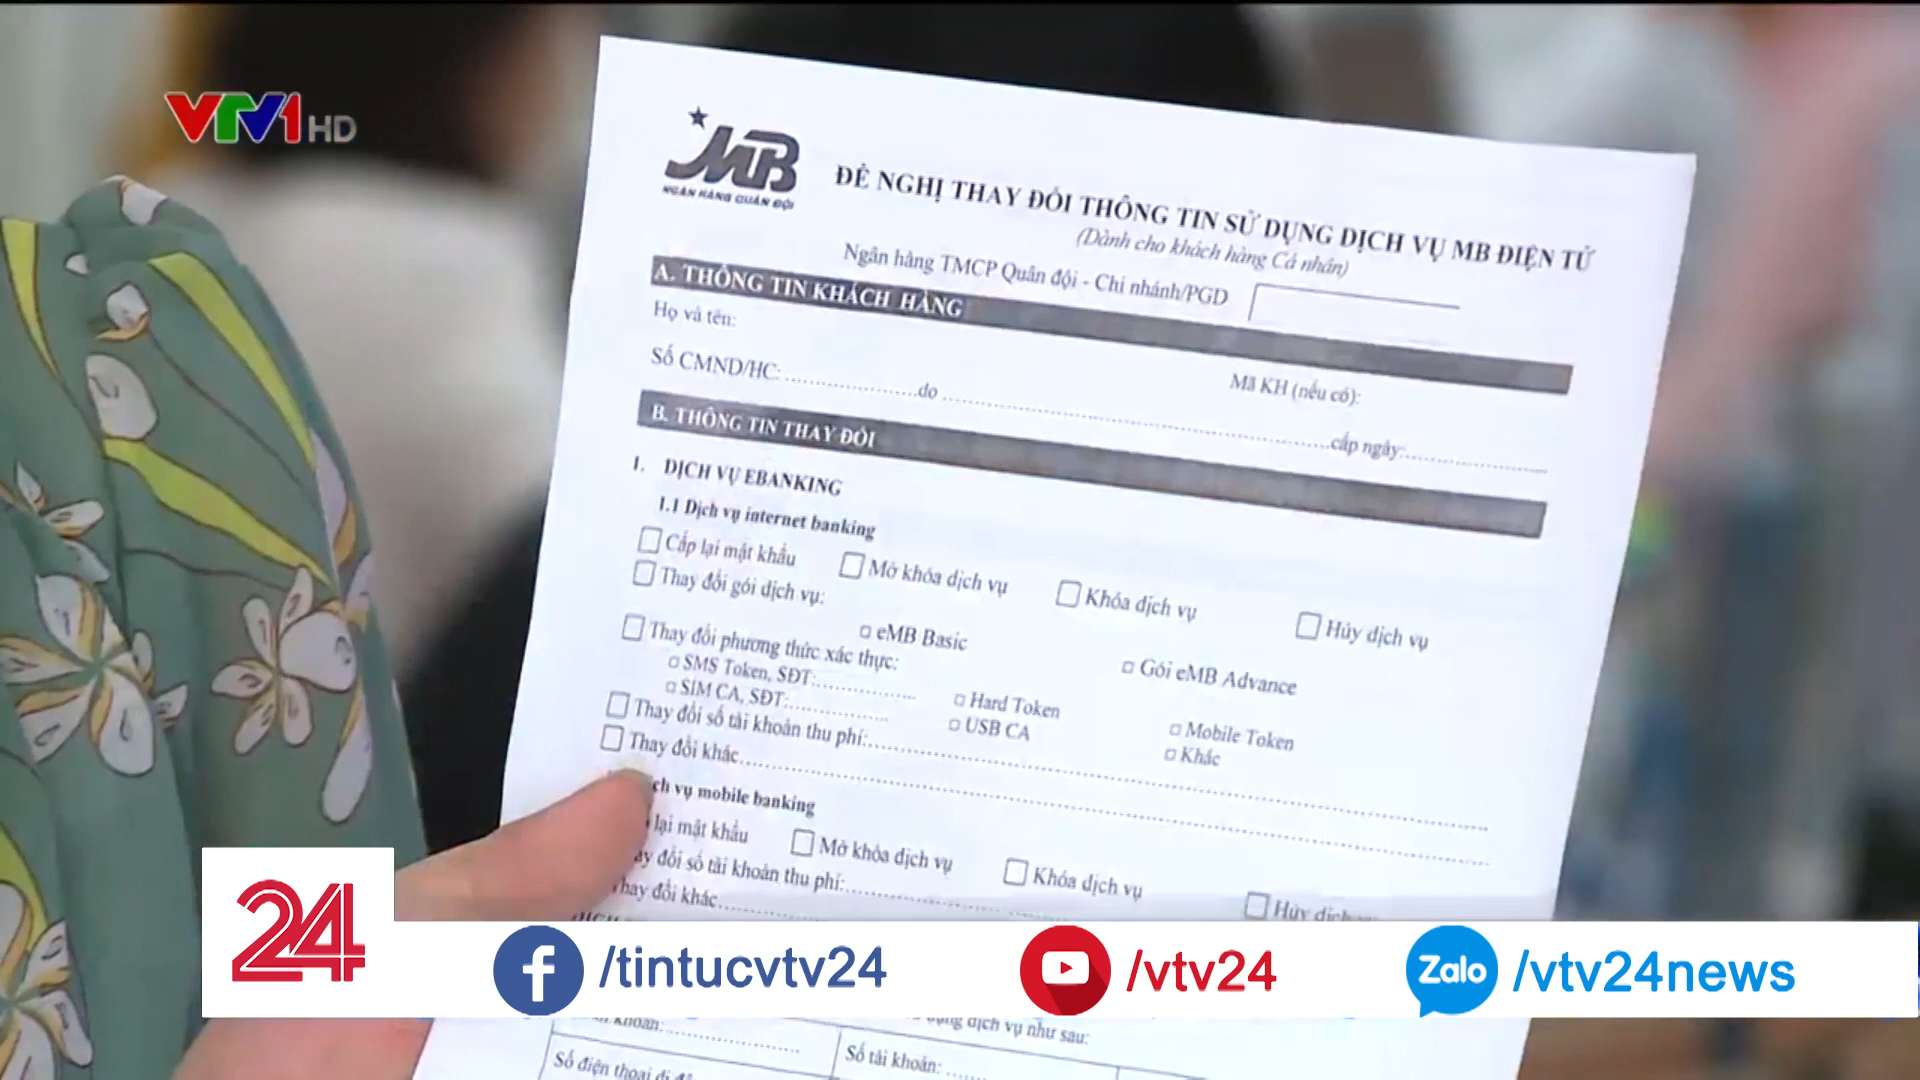 VTV1 HD
MB
NGÂN HÀNG QUÂN ĐỘI
ĐỀ NGHỊ THAY ĐỔI THÔNG TIN SỬ DỤNG DỊCH VỤ MB ĐIỆN TỬ
(Dành cho khách hàng Cá nhân)
Ngân hàng TMCP Quân đội - Chi nhánh/PGD
A. THÔNG TIN KHÁCH HÀNG
Họ và tên:
Mã KH (nếu có):
Số CMND/HC:..................do..................cấp ngày:..................
B. THÔNG TIN THAY ĐỔI
1. DỊCH VỤ EBANKING
1.1 Dịch vụ internet banking
Cấp lại mật khẩu Mở khóa dịch vụ Khóa dịch vụ Hủy dịch vụ
Thay đổi gói dịch vụ:
eMB Basic Gói eMB Advance
Thay đổi phương thức xác thực:
SMS Token, SĐT:.................. Hard Token Mobile Token
SIM CA, SĐT:.................. USB CA Khác
Thay đổi số tài khoản thu phí:..................
Thay đổi khác..................
vụ mobile banking
lại mật khẩu Mở khóa dịch vụ Khóa dịch vụ Hủy dịch
đổi số tài khoản thu phí:..................
Thay đổi khác..................
24 /tintucvtv24 /vtv24 Zalo /vtv24news
dịch vụ như sau:
khoản:..................
Số điện thoại di Số tài khoản: